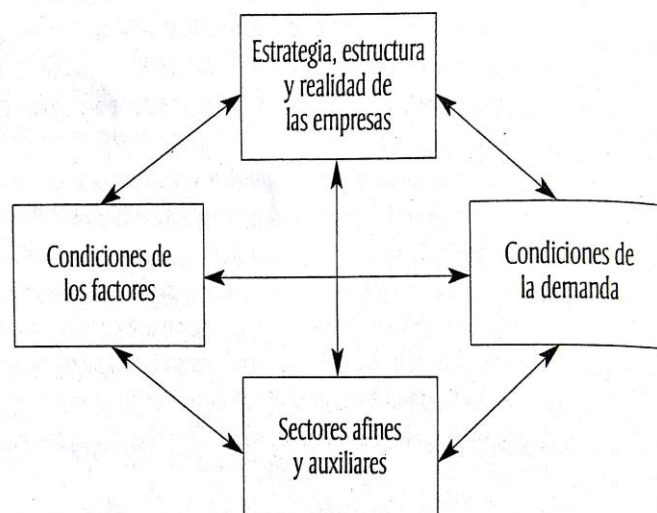 Estrategia, estructura
y realidad de
las empresas
Condiciones de
los factores
Condiciones de
la demanda
Sectores afines
y auxiliares